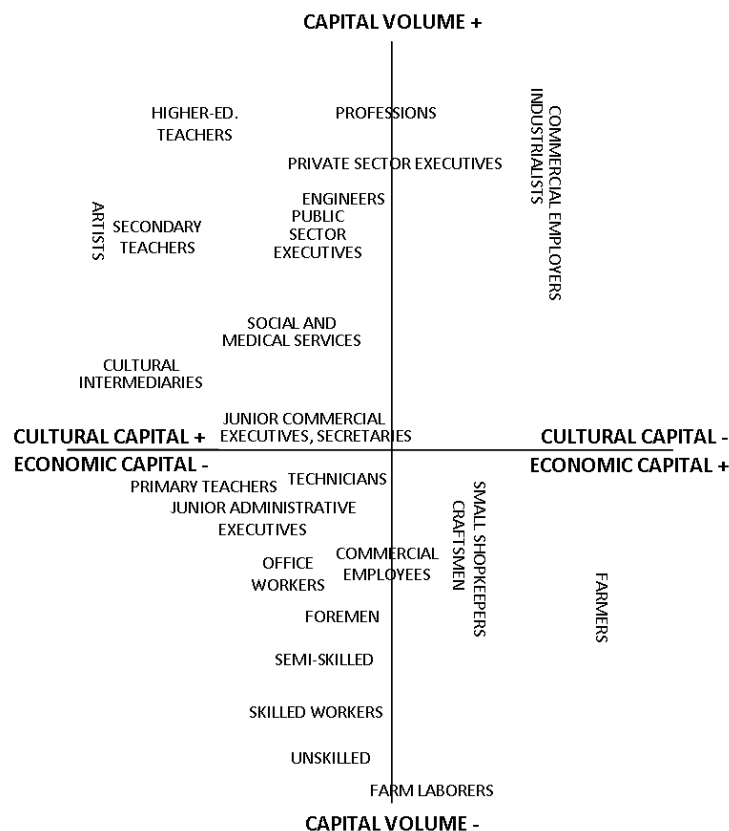 CAPITAL VOLUME +
HIGHER-ED.
TEACHERS
PROFESSIONS
COMMERCIAL EMPLOYERS
INDUSTRIALISTS
PRIVATE SECTOR EXECUTIVES
ENGINEERS
PUBLIC
SECTOR
EXECUTIVES
ARTISTS
SECONDARY
TEACHERS
SOCIAL AND
MEDICAL SERVICES
CULTURAL
INTERMEDIARIES
JUNIOR COMMERCIAL
EXECUTIVES, SECRETARIES
CULTURAL CAPITAL +
ECONOMIC CAPITAL -
CULTURAL CAPITAL -
ECONOMIC CAPITAL +
TECHNICIANS
PRIMARY TEACHERS
JUNIOR ADMINISTRATIVE
EXECUTIVES
SMALL SHOPKEEPERS
CRAFTSMEN
COMMERCIAL
EMPLOYEES
OFFICE
WORKERS
FARMERS
FOREMEN
SEMI-SKILLED
SKILLED WORKERS
UNSKILLED
FARM LABORERS
CAPITAL VOLUME -